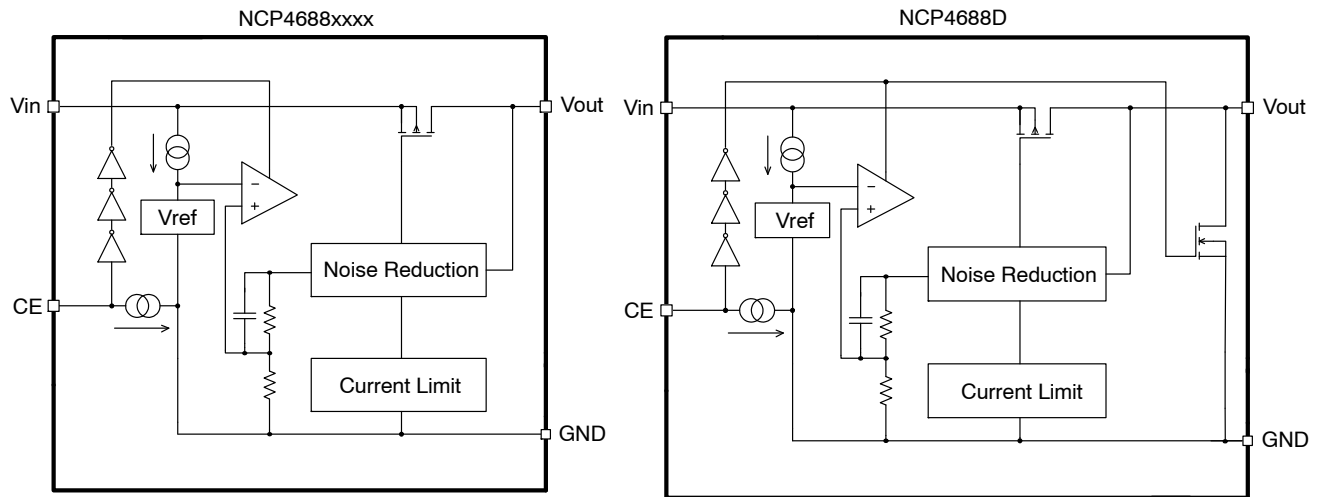 NCP4688xxxx
Vin
Vout
−
+
Vref
Noise Reduction
CE
Current Limit
GND
NCP4688D
Vin
Vout
−
+
Vref
Noise Reduction
CE
Current Limit
GND